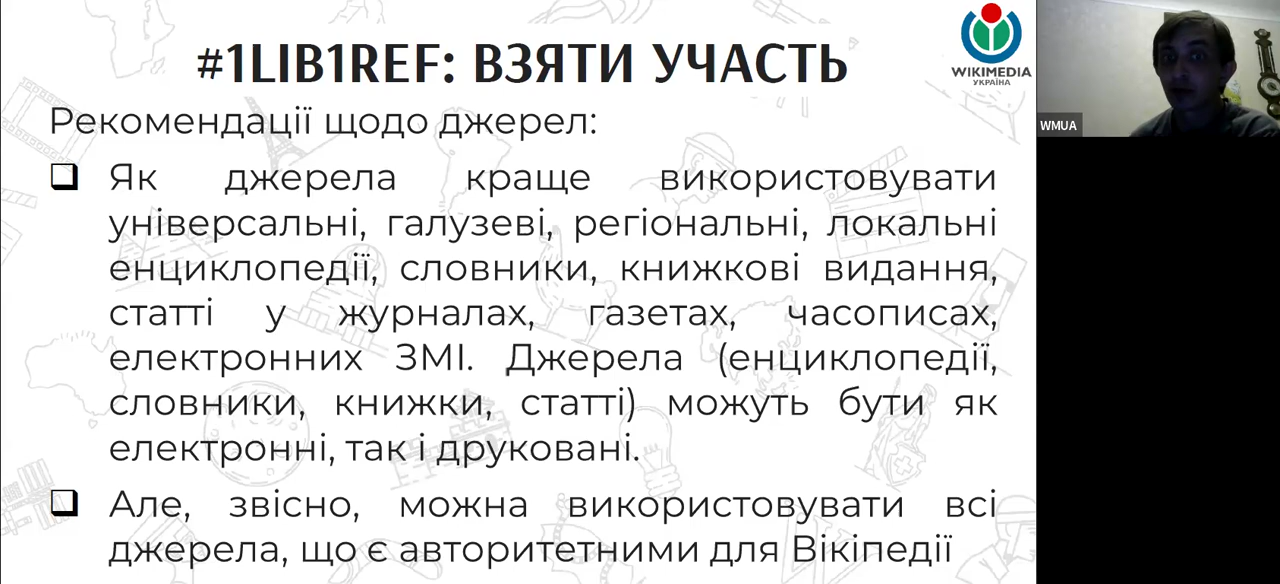 #1LIB1REF: ВЗЯТИ УЧАСТЬ
WIKIMEDIA
УКРАЇНА
WMUA
Рекомендації щодо джерел:
Як джерела краще використовувати
універсальні, галузеві, регіональні, локальні
енциклопедії, словники, книжкові видання,
статті у журналах, газетах, часописах,
електронних ЗМІ. Джерела (енциклопедії,
словники, книжки, статті) можуть бути як
електронні, так і друковані.
Але, звісно, можна використовувати всі
джерела, що є авторитетними для Вікіпедії